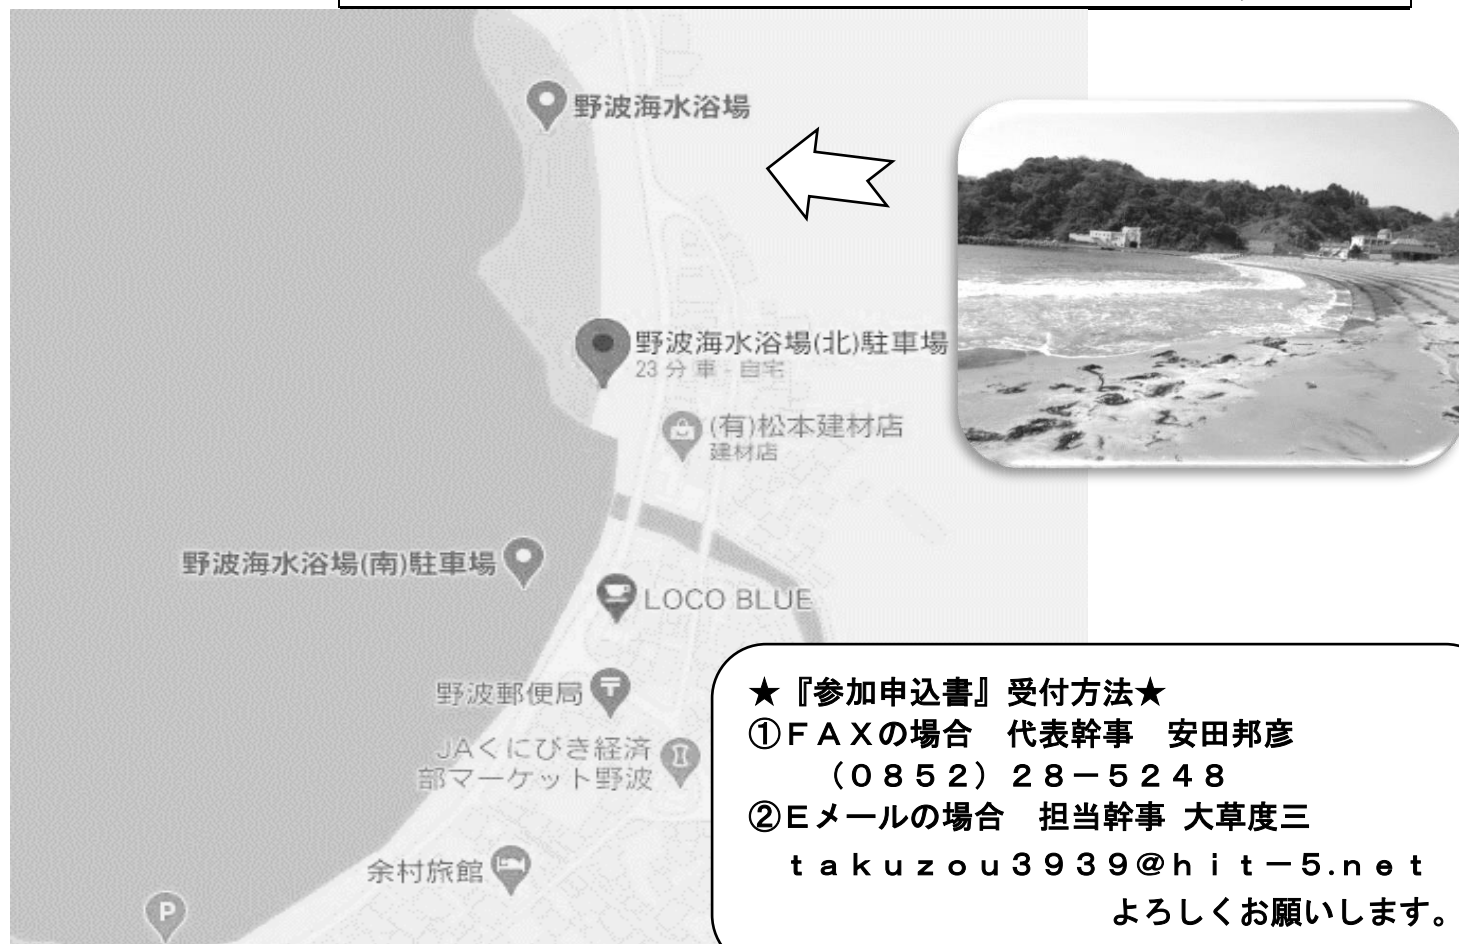 野波海水浴場
野波海水浴場(北)駐車場
23 分 車 - 自宅
(有)松本建材店
建材店
野波海水浴場(南)駐車場
LOCO BLUE
野波郵便局
JAくにびき経済
部マーケット野波
余村旅館
P
★『参加申込書』受付方法★
①ＦＡＸの場合　代表幹事　安田邦彦
（０８５２）２８－５２４８
②Ｅメールの場合　担当幹事 大草度三
ｔａｋｕｚｏｕ３９３９＠ｈｉｔ－５.ｎｅｔ
よろしくお願いします。